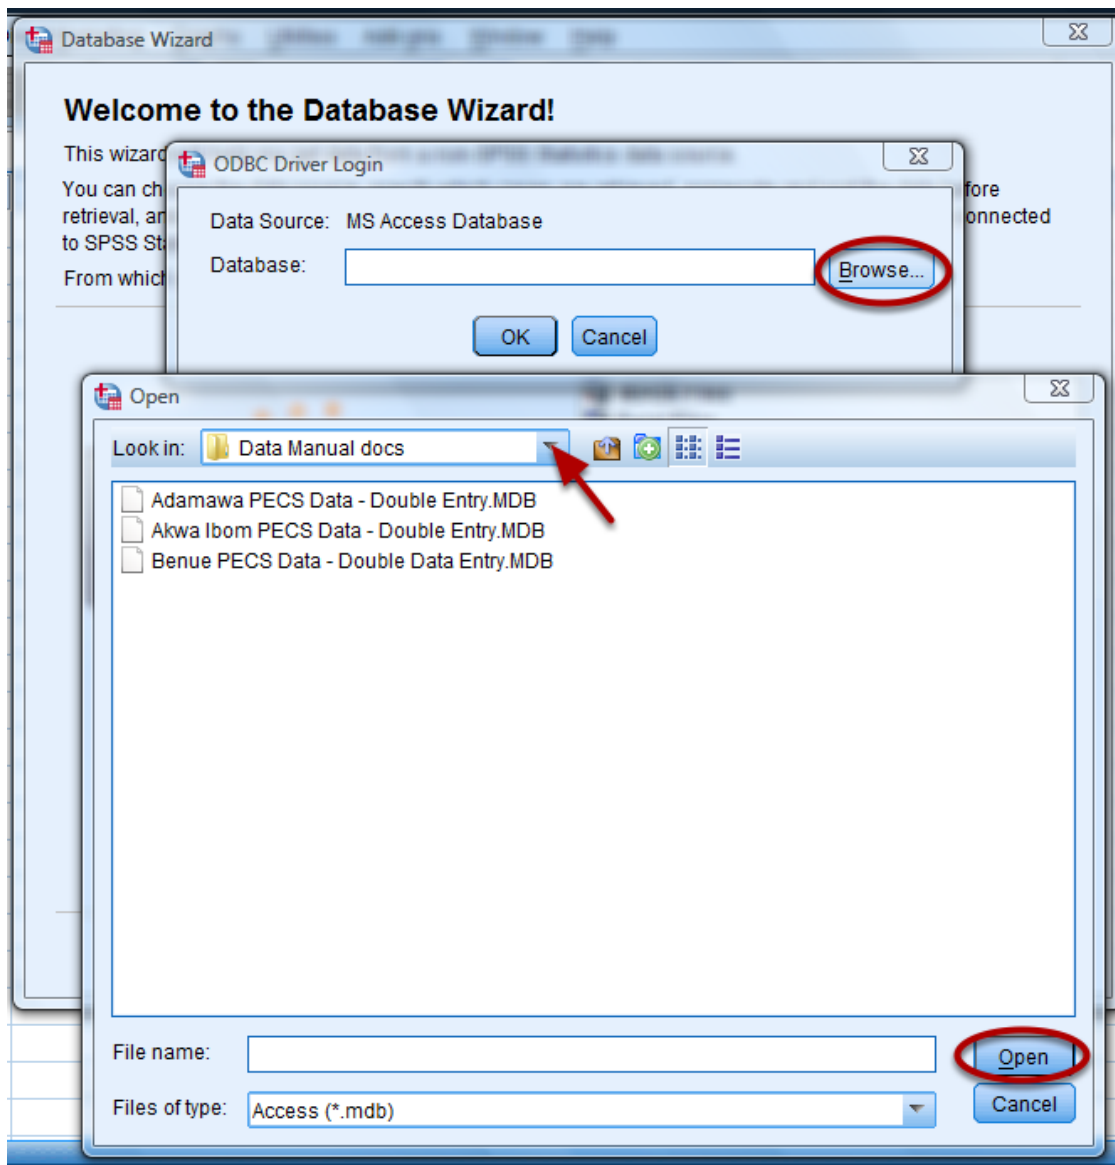 Database Wizard
Welcome to the Database Wizard!
This wizard
You can ch
fore
retrieval, an
onnected
to SPSS Sta
From which
ODBC Driver Login
Data Source: MS Access Database
Database:
Browse...
OK Cancel
Open
Look in: Data Manual docs
Adamawa PECS Data - Double Entry.MDB
Akwa Ibom PECS Data - Double Entry.MDB
Benue PECS Data - Double Data Entry.MDB
File name:
Open
Files of type: Access (*.mdb)
Cancel